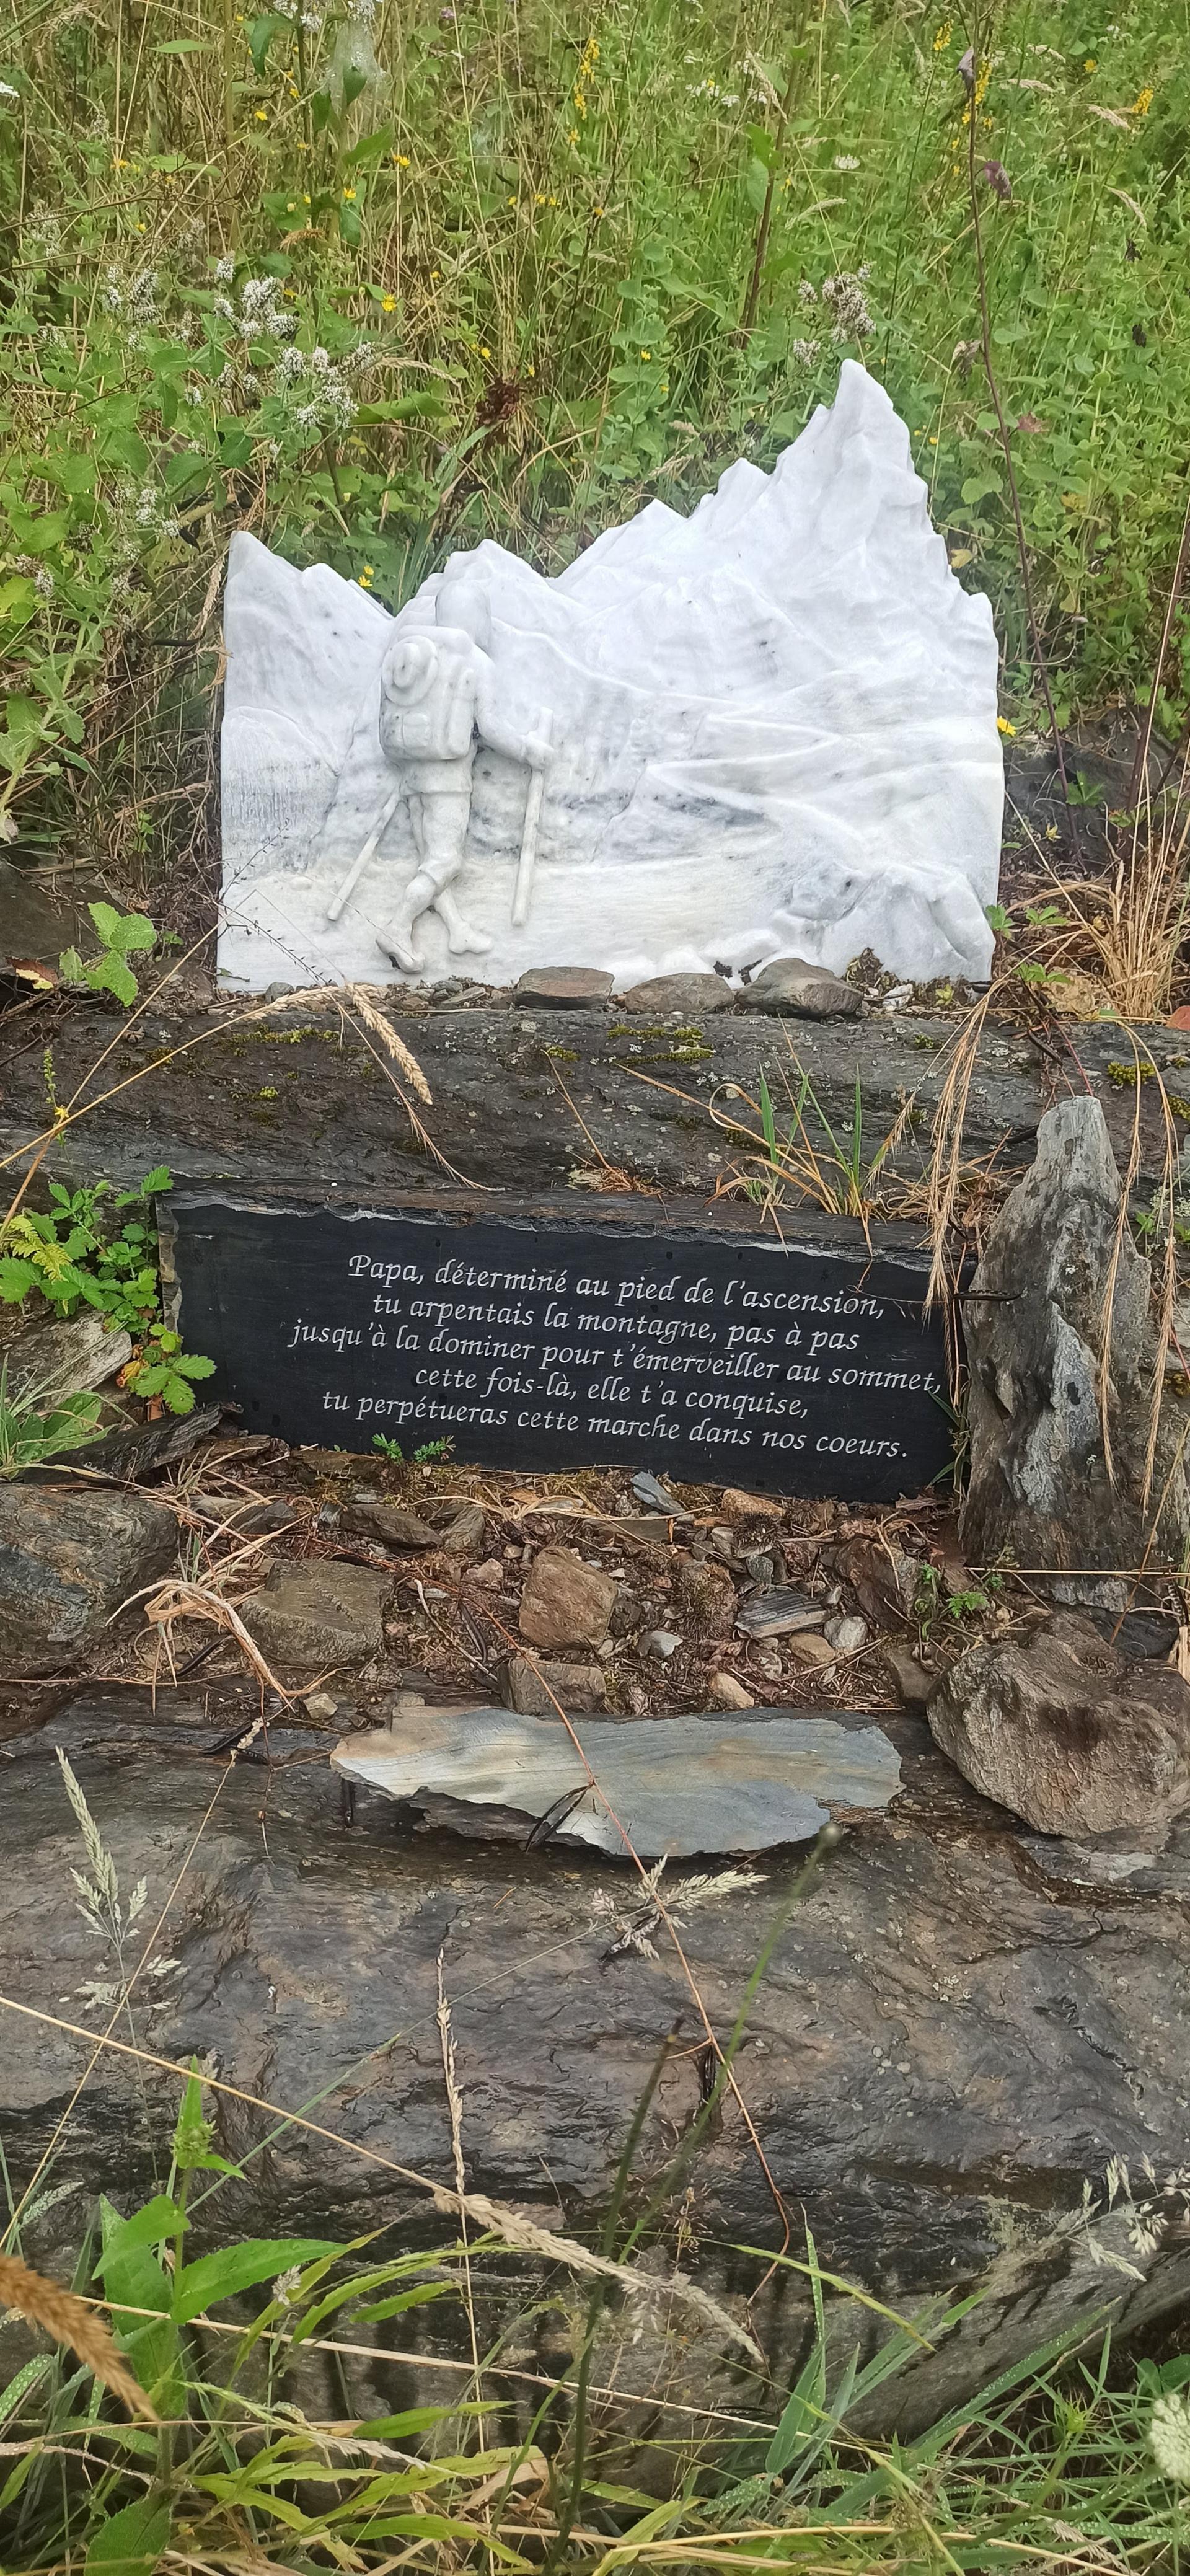 Papa, déterminé au pied de l'ascension,
tu arpentais la montagne, pas à pas
jusqu'à la dominer pour t'émerveiller au sommet,
cette fois-là, elle t'a conquise,
tu perpétueras cette marche dans nos coeurs.